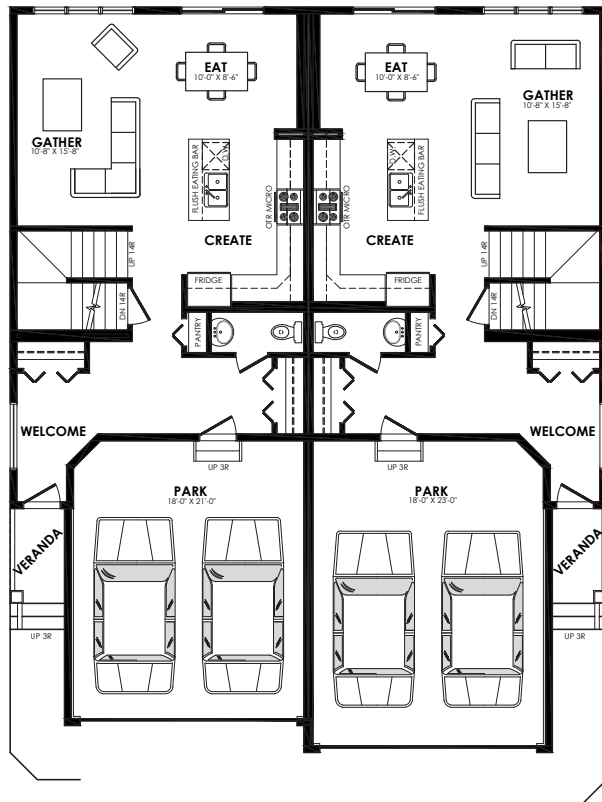 EAT
10'-0" X 8'-6"
GATHER
10'-8" X 15'-8"
FLUSH EATING BAR
D.W.
OTR MICRO
CREATE
UP 14R
DN 14R
FRIDGE
PANTRY
WELCOME
UP 3R
PARK
18'-0" X 21'-0"
VERANDA
UP 3R
EAT
10'-0" X 8'-6"
GATHER
10'-8" X 15'-8"
D.W.
FLUSH EATING BAR
OTR MICRO
CREATE
UP 14R
DN 14R
FRIDGE
PANTRY
WELCOME
UP 3R
PARK
18'-0" X 23'-0"
VERANDA
UP 3R